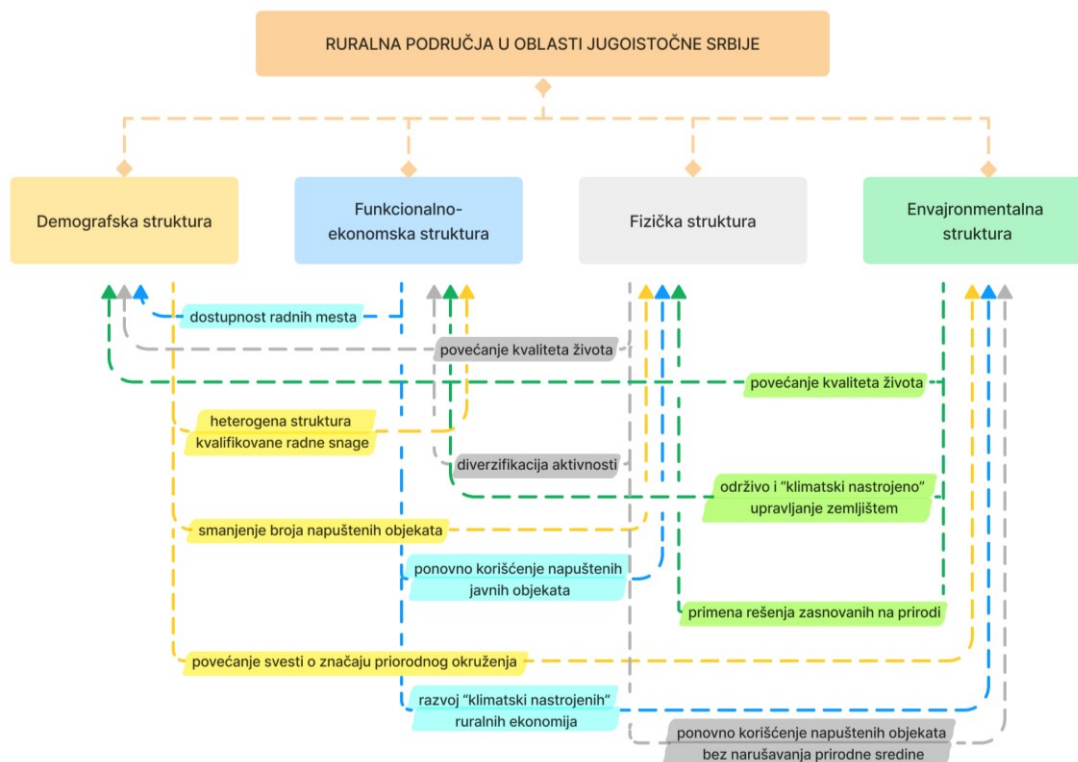 RURALNA PODRUČJA U OBLASTI JUGOISTOČNE SRBIJE
Demografska struktura
Funkcionalno-
ekonomska struktura
Fizička struktura
Envajronmentalna
struktura
dostupnost radnih mesta
povećanje kvaliteta života
povećanje kvaliteta života
heterogena struktura
kvalifikovane radne snage
diverzifikacija aktivnosti
održivo i "klimatski nastrojeno"
upravljanje zemljištem
smanjenje broja napuštenih objekata
ponovno korišćenje napuštenih
javnih objekata
primena rešenja zasnovanih na prirodi
povećanje svesti o značaju priorodnog okruženja
razvoj "klimatski nastrojenih"
ruralnih ekonomija
ponovno korišćenje napuštenih objekata
bez narušavanja prirodne sredine